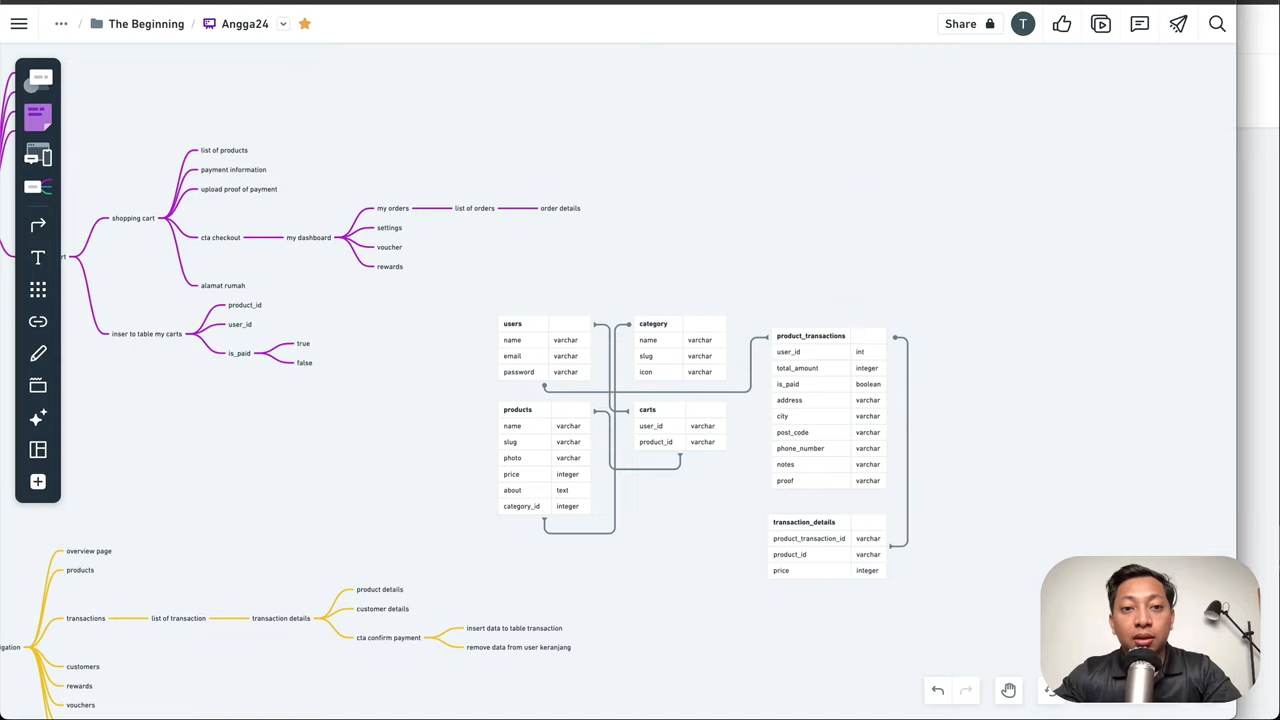 ••• / The Beginning / Angga24
Share T
list of products
payment information
upload proof of payment
shopping cart
cta checkout
my dashboard
my orders
list of orders
order details
settings
voucher
rewards
alamat rumah
rt
inser to table my carts
product_id
user_id
is_paid
true
false
users
name varchar
email varchar
password varchar
category
name varchar
slug varchar
icon varchar
products
name varchar
slug varchar
photo varchar
price integer
about text
category_id integer
carts
user_id varchar
product_id varchar
product_transactions
user_id int
total_amount integer
is_paid boolean
address varchar
city varchar
post_code varchar
phone_number varchar
notes varchar
proof varchar
transaction_details
product_transaction_id varchar
product_id varchar
price integer
overview page
products
transactions
list of transaction
transaction details
product details
customer details
cta confirm payment
insert data to table transaction
remove data from user keranjang
igation
customers
rewards
vouchers
T